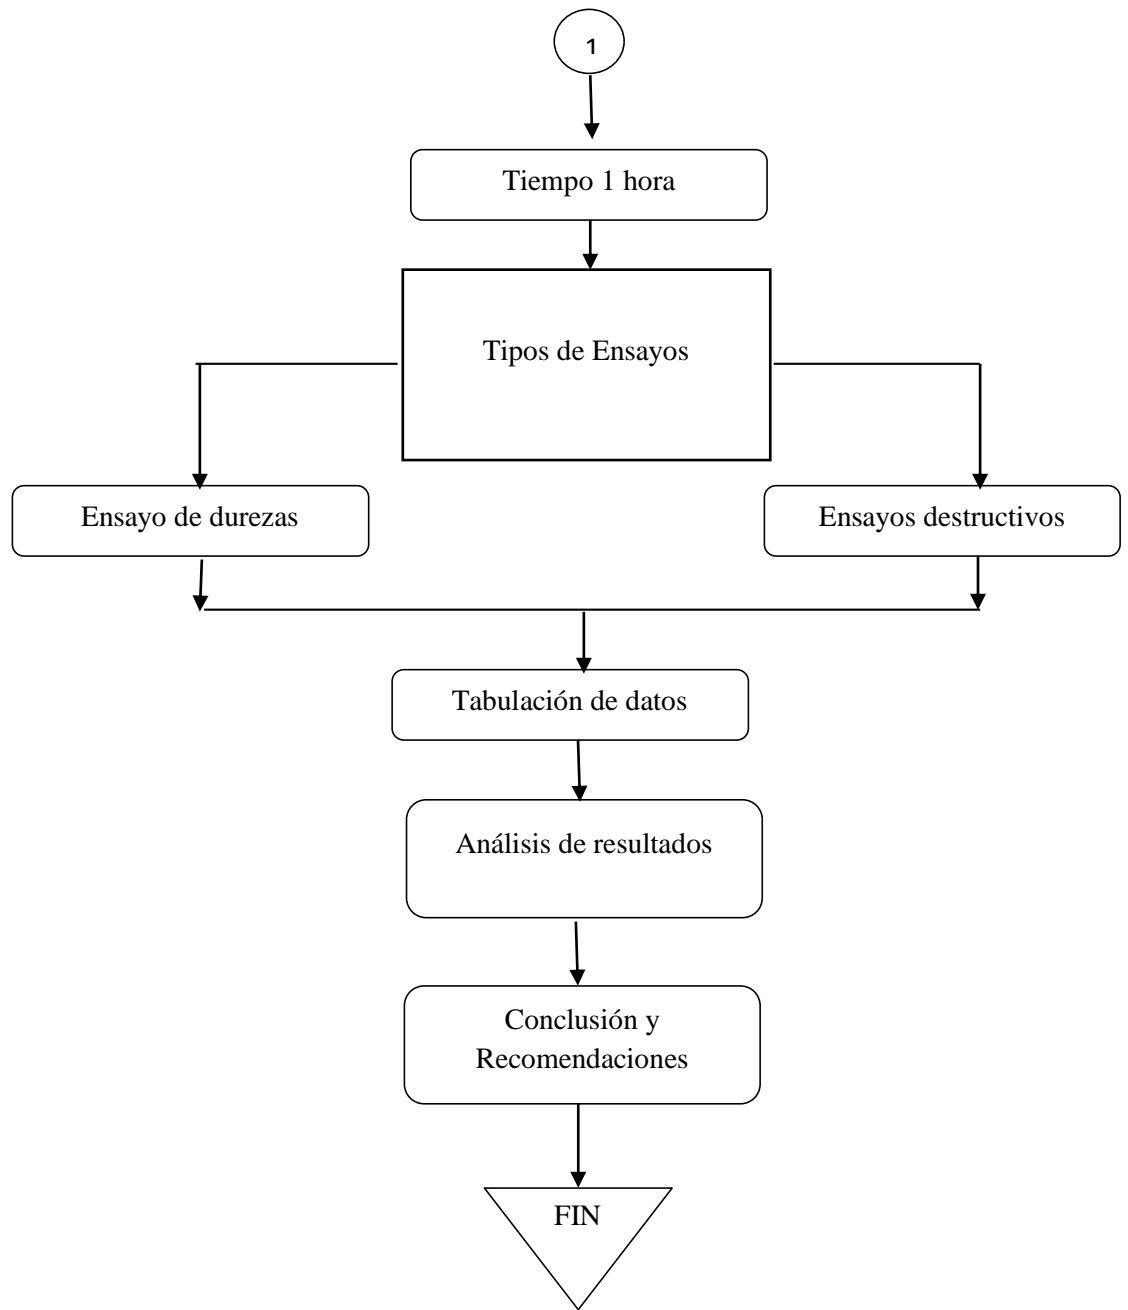 1
Tiempo 1 hora
Tipos de Ensayos
Ensayo de durezas
Ensayos destructivos
Tabulación de datos
Análisis de resultados
Conclusión y
Recomendaciones
FIN